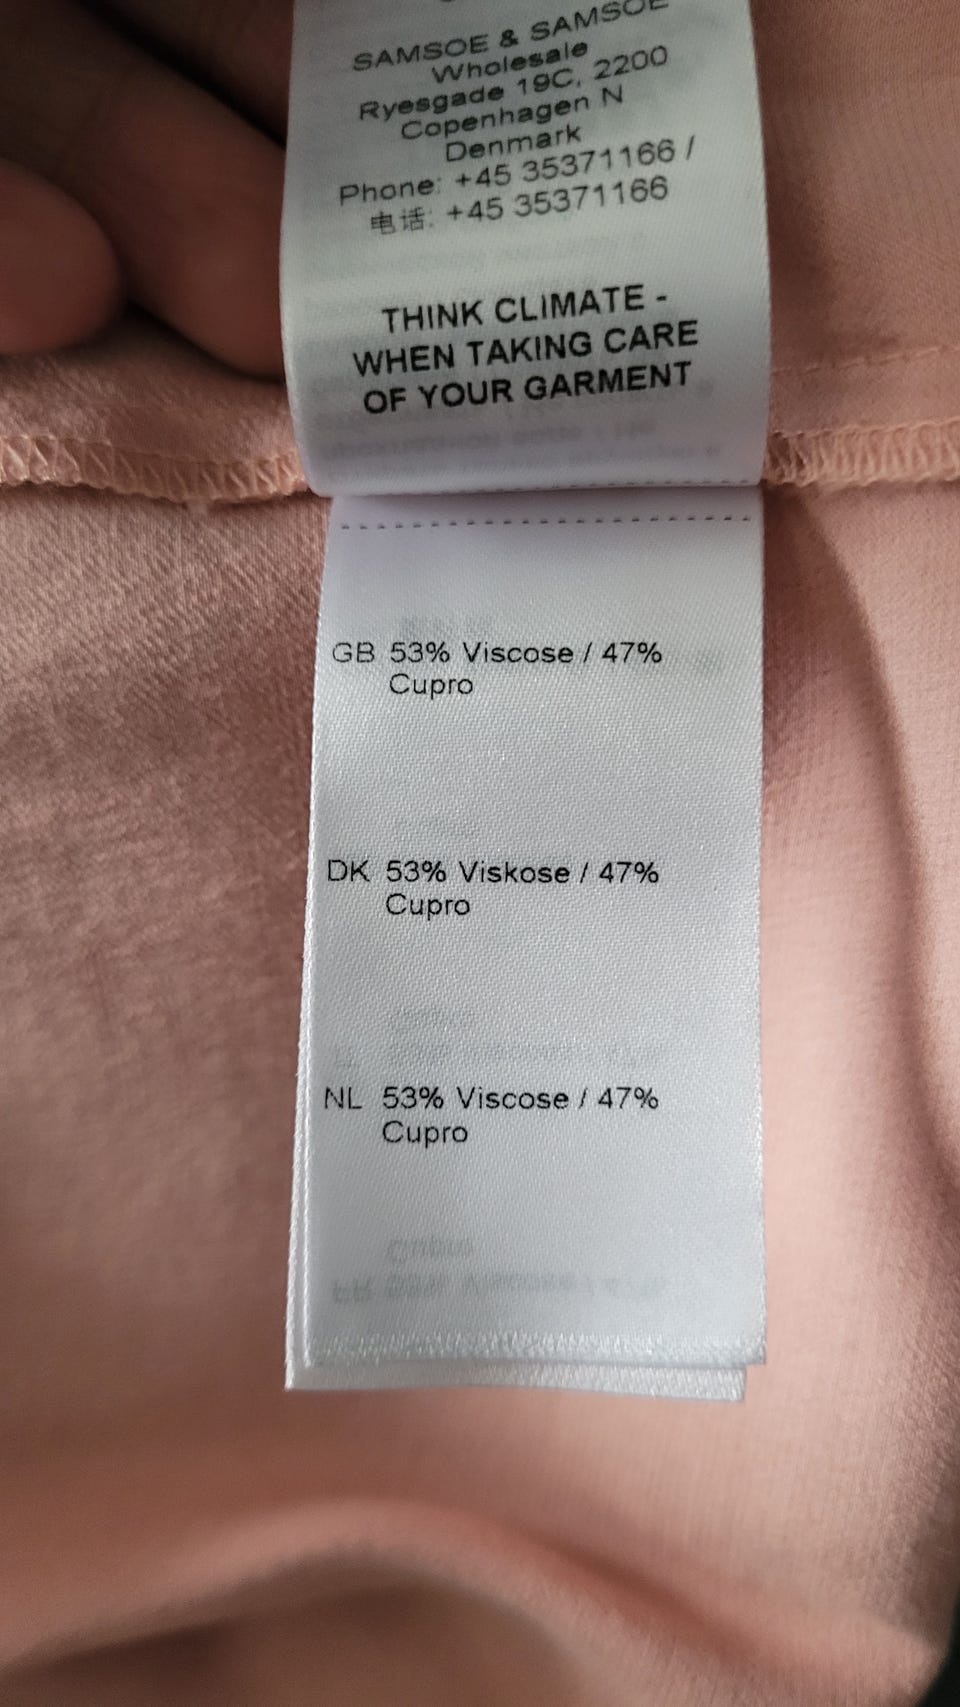 SAMSOE & SAMSOE
Wholesale
Ryesgade 19C, 2200
Copenhagen N
Denmark
Phone: +45 35371166 /
电话: +45 35371166
THINK CLIMATE -
WHEN TAKING CARE
OF YOUR GARMENT
GB 53% Viscose / 47%
Cupro
DK 53% Viskose / 47%
Cupro
NL 53% Viscose / 47%
Cupro